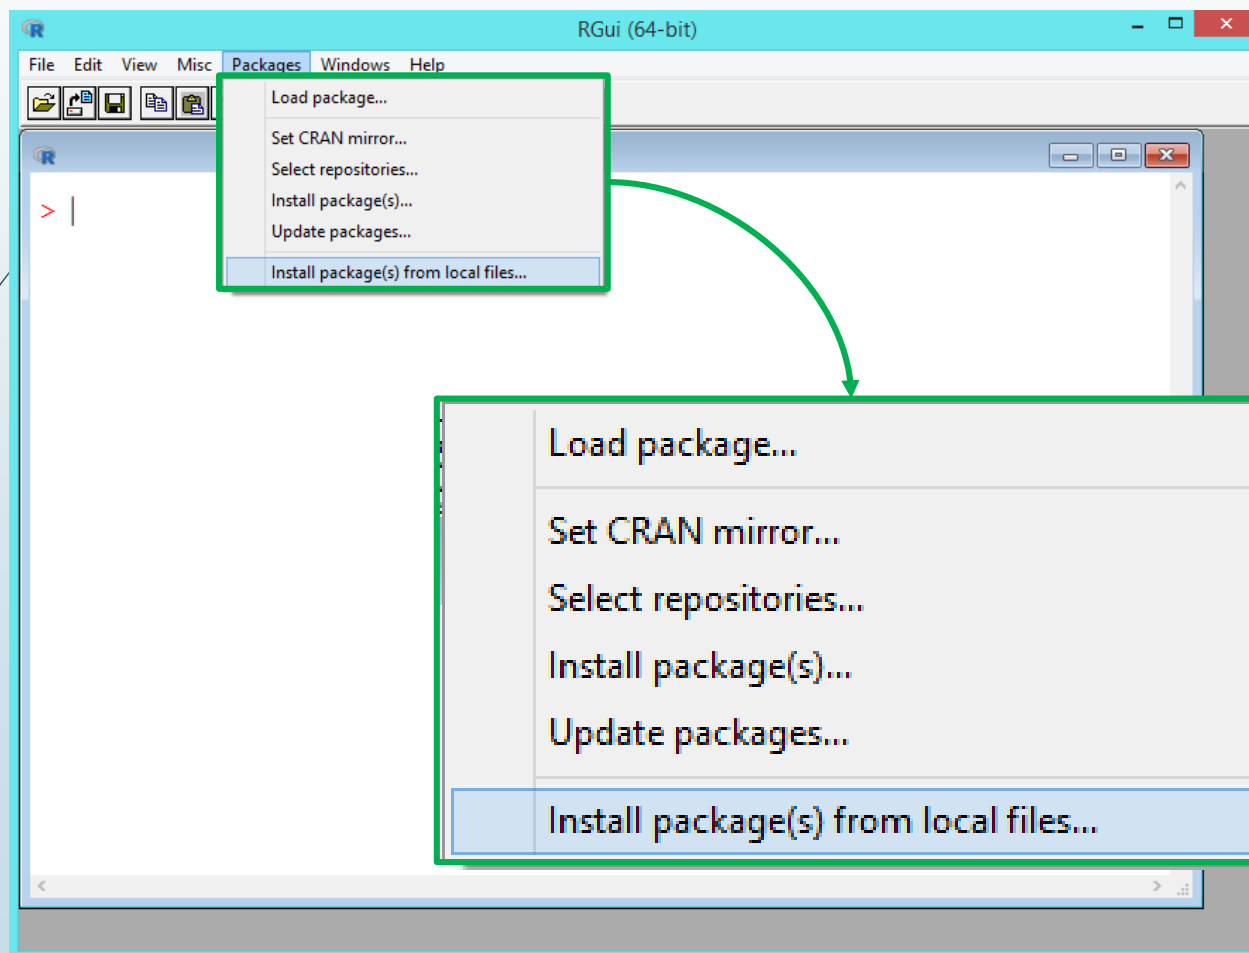 RGui (64-bit)
File Edit View Misc Packages Windows Help
Load package...
Set CRAN mirror...
Select repositories...
Install package(s)...
Update packages...
Install package(s) from local files...
>
Load package...
Set CRAN mirror...
Select repositories...
Install package(s)...
Update packages...
Install package(s) from local files...